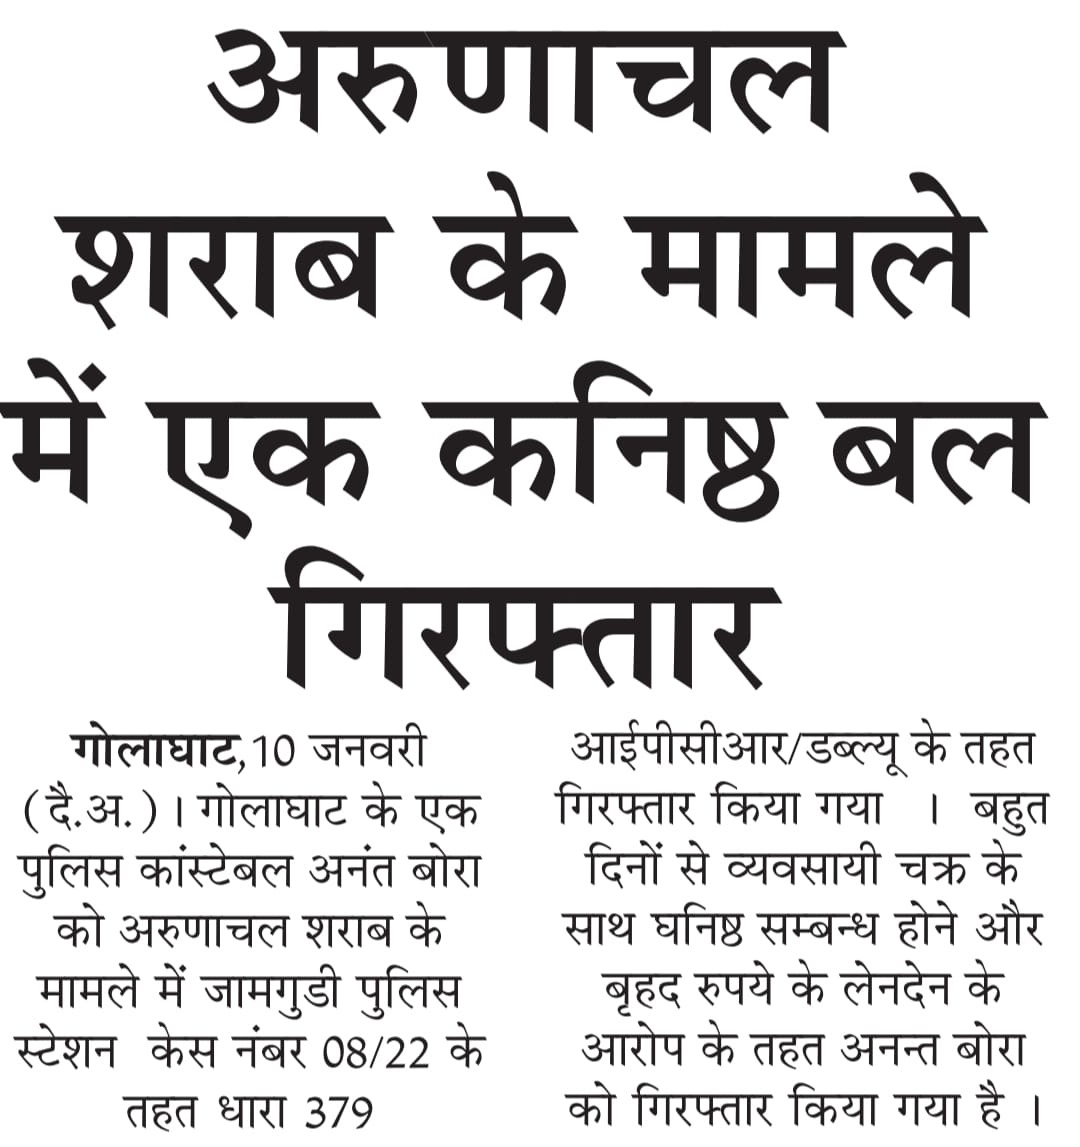 अरुणाचल
शराब के मामले
में एक कनिष्ठ बल
गिरफ्तार
गोलाघाट,10 जनवरी
(दै.अ.)। गोलाघाट के एक
पुलिस कांस्टेबल अनंत बोरा
को अरुणाचल शराब के
मामले में जामगुडी पुलिस
स्टेशन केस नंबर 08/22 के
तहत धारा 379
आईपीसीआर/डब्ल्यू के तहत
गिरफ्तार किया गया । बहुत
दिनों से व्यवसायी चक्र के
साथ घनिष्ठ सम्बन्ध होने और
बृहद रुपये के लेनदेन के
आरोप के तहत अनन्त बोरा
को गिरफ्तार किया गया है ।